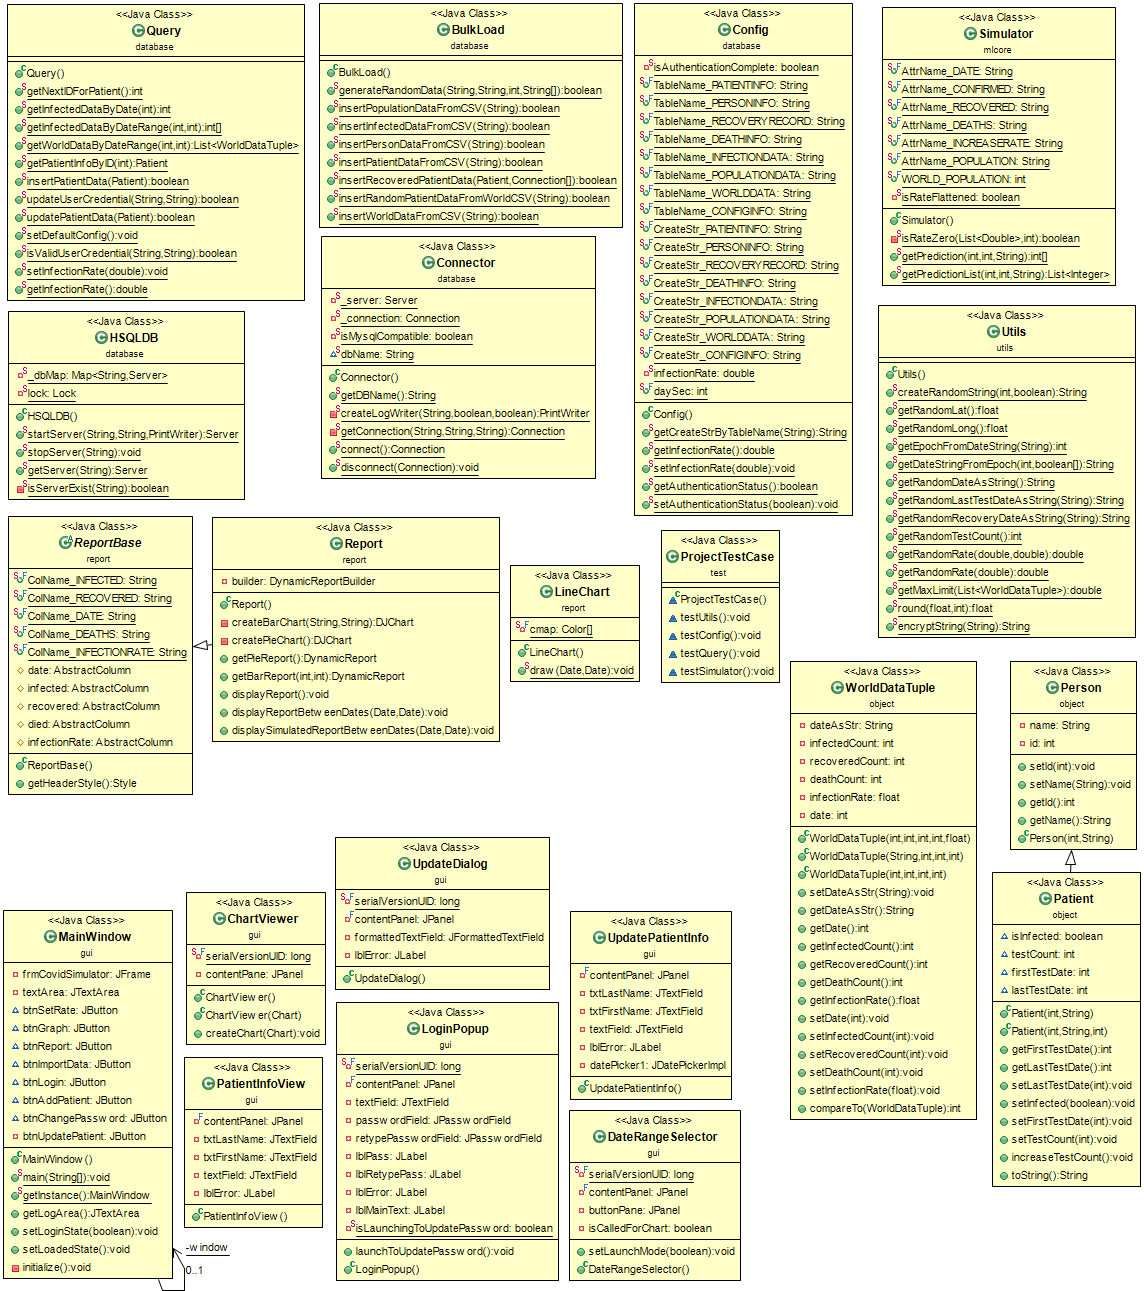 <<Java Class>>
Query
database
Query()
getNextIDForPatient():int
getInfectedDataByDate(int):int
getInfectedDataByDateRange(int,int):int[]
getWorldDataByDateRange(int,int):List<WorldDataTuple>
getPatientInfoByID(int):Patient
insertPatientData(Patient):boolean
updateUserCredential(String,String):boolean
updatePatientData(Patient):boolean
setDefaultConfig():void
isValidUserCredential(String,String):boolean
setInfectionRate(double):void
getInfectionRate():double
<<Java Class>>
BulkLoad
database
BulkLoad()
generateRandomData(String,String,int,String[]):boolean
insertPopulationDataFromCSV(String):boolean
insertInfectedDataFromCSV(String):boolean
insertPersonDataFromCSV(String):boolean
insertPatientDataFromCSV(String):boolean
insertRecoveredPatientData(Patient,Connection[]):boolean
insertRandomPatientDataFromWorldCSV(String):boolean
insertWorldDataFromCSV(String):boolean
<<Java Class>>
Config
database
isAuthenticationComplete: boolean
TableName_PATIENTINFO: String
TableName_PERSONINFO: String
TableName_RECOVERYRECORD: String
TableName_DEATHINFO: String
TableName_INFECTIONDATA: String
TableName_POPULATIONDATA: String
TableName_WORLDDATA: String
TableName_CONFIGINFO: String
CreateStr_PATIENTINFO: String
CreateStr_PERSONINFO: String
CreateStr_RECOVERYRECORD: String
CreateStr_DEATHINFO: String
CreateStr_INFECTIONDATA: String
CreateStr_POPULATIONDATA: String
CreateStr_WORLDDATA: String
CreateStr_CONFIGINFO: String
infectionRate: double
daySec: int
Config()
getCreateStrByTableName(String):String
getInfectionRate():double
setInfectionRate(double):void
getAuthenticationStatus():boolean
setAuthenticationStatus(boolean):void
<<Java Class>>
Simulator
mlcore
AttrName_DATE: String
AttrName_CONFIRMED: String
AttrName_RECOVERED: String
AttrName_DEATHS: String
AttrName_INCREASERATE: String
AttrName_POPULATION: String
WORLD_POPULATION: int
isRateFlattened: boolean
Simulator()
isRateZero(List<Double>,int):boolean
getPrediction(int,int,String):int[]
getPredictionList(int,int,String):List<Integer>
<<Java Class>>
HSQLDB
database
_dbMap: Map<String,Server>
lock: Lock
HSQLDB()
startServer(String,String,PrintWriter):Server
stopServer(String):void
getServer(String):Server
isServerExist(String):boolean
<<Java Class>>
Connector
database
_server: Server
_connection: Connection
isMysqlCompatible: boolean
dbName: String
Connector()
getDBName():String
createLogWriter(String,boolean,boolean):PrintWriter
getConnection(String,String,String):Connection
connect():Connection
disconnect(Connection):void
<<Java Class>>
Utils
utils
Utils()
createRandomString(int,boolean):String
getRandomLat():float
getRandomLong():float
getEpochFromDateString(String):int
getDateStringFromEpoch(int,boolean[]):String
getRandomDateAsString():String
getRandomLastTestDateAsString(String):String
getRandomRecoveryDateAsString(String):String
getRandomTestCount():int
getRandomRate(double,double):double
getRandomRate(double):double
getMaxLimit(List<WorldDataTuple>):double
round(float,int):float
encryptString(String):String
<<Java Class>>
ReportBase
report
ColName_INFECTED: String
ColName_RECOVERED: String
ColName_DATE: String
ColName_DEATHS: String
ColName_INFECTIONRATE: String
date: AbstractColumn
infected: AbstractColumn
recovered: AbstractColumn
died: AbstractColumn
infectionRate: AbstractColumn
ReportBase()
getHeaderStyle():Style
<<Java Class>>
Report
report
builder: DynamicReportBuilder
Report()
createBarChart(String,String):DJChart
createPieChart():DJChart
getPieReport():DynamicReport
getBarReport(int,int):DynamicReport
displayReport():void
displayReportBetweenDates(Date,Date):void
displaySimulatedReportBetweenDates(Date,Date):void
<<Java Class>>
LineChart
report
cmap: Color[]
LineChart()
draw(Date,Date):void
<<Java Class>>
ProjectTestCase
test
ProjectTestCase()
testUtils():void
testConfig():void
testQuery():void
testSimulator():void
<<Java Class>>
WorldDataTuple
object
dateAsStr: String
infectedCount: int
recoveredCount: int
deathCount: int
infectionRate: float
date: int
WorldDataTuple(int,int,int,int,float)
WorldDataTuple(String,int,int,int)
WorldDataTuple(int,int,int,int)
setDateAsStr(String):void
getDateAsStr():String
getDate():int
getInfectedCount():int
getRecoveredCount():int
getDeathCount():int
getInfectionRate():float
setDate(int):void
setInfectedCount(int):void
setRecoveredCount(int):void
setDeathCount(int):void
setInfectionRate(float):void
compareTo(WorldDataTuple):int
<<Java Class>>
Person
object
name: String
id: int
setId(int):void
setName(String):void
getId():int
getName():String
Person(int,String)
<<Java Class>>
Patient
object
isInfected: boolean
testCount: int
firstTestDate: int
lastTestDate: int
Patient(int,String)
Patient(int,String,int)
getFirstTestDate():int
getLastTestDate():int
setLastTestDate(int):void
setInfected(boolean):void
setFirstTestDate(int):void
setTestCount(int):void
increaseTestCount():void
toString():String
<<Java Class>>
MainWindow
gui
frmCovidSimulator: JFrame
textArea: JTextArea
btnSetRate: JButton
btnGraph: JButton
btnReport: JButton
btnImportData: JButton
btnLogin: JButton
btnAddPatient: JButton
btnChangePassword: JButton
btnUpdatePatient: JButton
MainWindow()
main(String[]):void
getInstance():MainWindow
getLogArea():JTextArea
setLoginState(boolean):void
setLoadedState():void
initialize():void
-window
0..1
<<Java Class>>
ChartViewer
gui
serialVersionUID: long
contentPane: JPanel
ChartViewer()
ChartViewer(Chart)
createChart(Chart):void
<<Java Class>>
PatientInfoView
gui
contentPanel: JPanel
txtLastName: JTextField
txtFirstName: JTextField
textField: JTextField
lblError: JLabel
PatientInfoView()
<<Java Class>>
UpdateDialog
gui
serialVersionUID: long
contentPanel: JPanel
formattedTextField: JFormattedTextField
lblError: JLabel
UpdateDialog()
<<Java Class>>
LoginPopup
gui
serialVersionUID: long
contentPanel: JPanel
textField: JTextField
passwordField: JPasswordField
retypePasswordField: JPasswordField
lblPass: JLabel
lblRetypePass: JLabel
lblError: JLabel
lblMainText: JLabel
isLaunchingToUpdatePassword: boolean
launchToUpdatePassword():void
LoginPopup()
<<Java Class>>
UpdatePatientInfo
gui
contentPanel: JPanel
txtLastName: JTextField
txtFirstName: JTextField
textField: JTextField
lblError: JLabel
datePicker1: JDatePickerImpl
UpdatePatientInfo()
<<Java Class>>
DateRangeSelector
gui
serialVersionUID: long
contentPanel: JPanel
buttonPane: JPanel
isCalledForChart: boolean
setLaunchMode(boolean):void
DateRangeSelector()